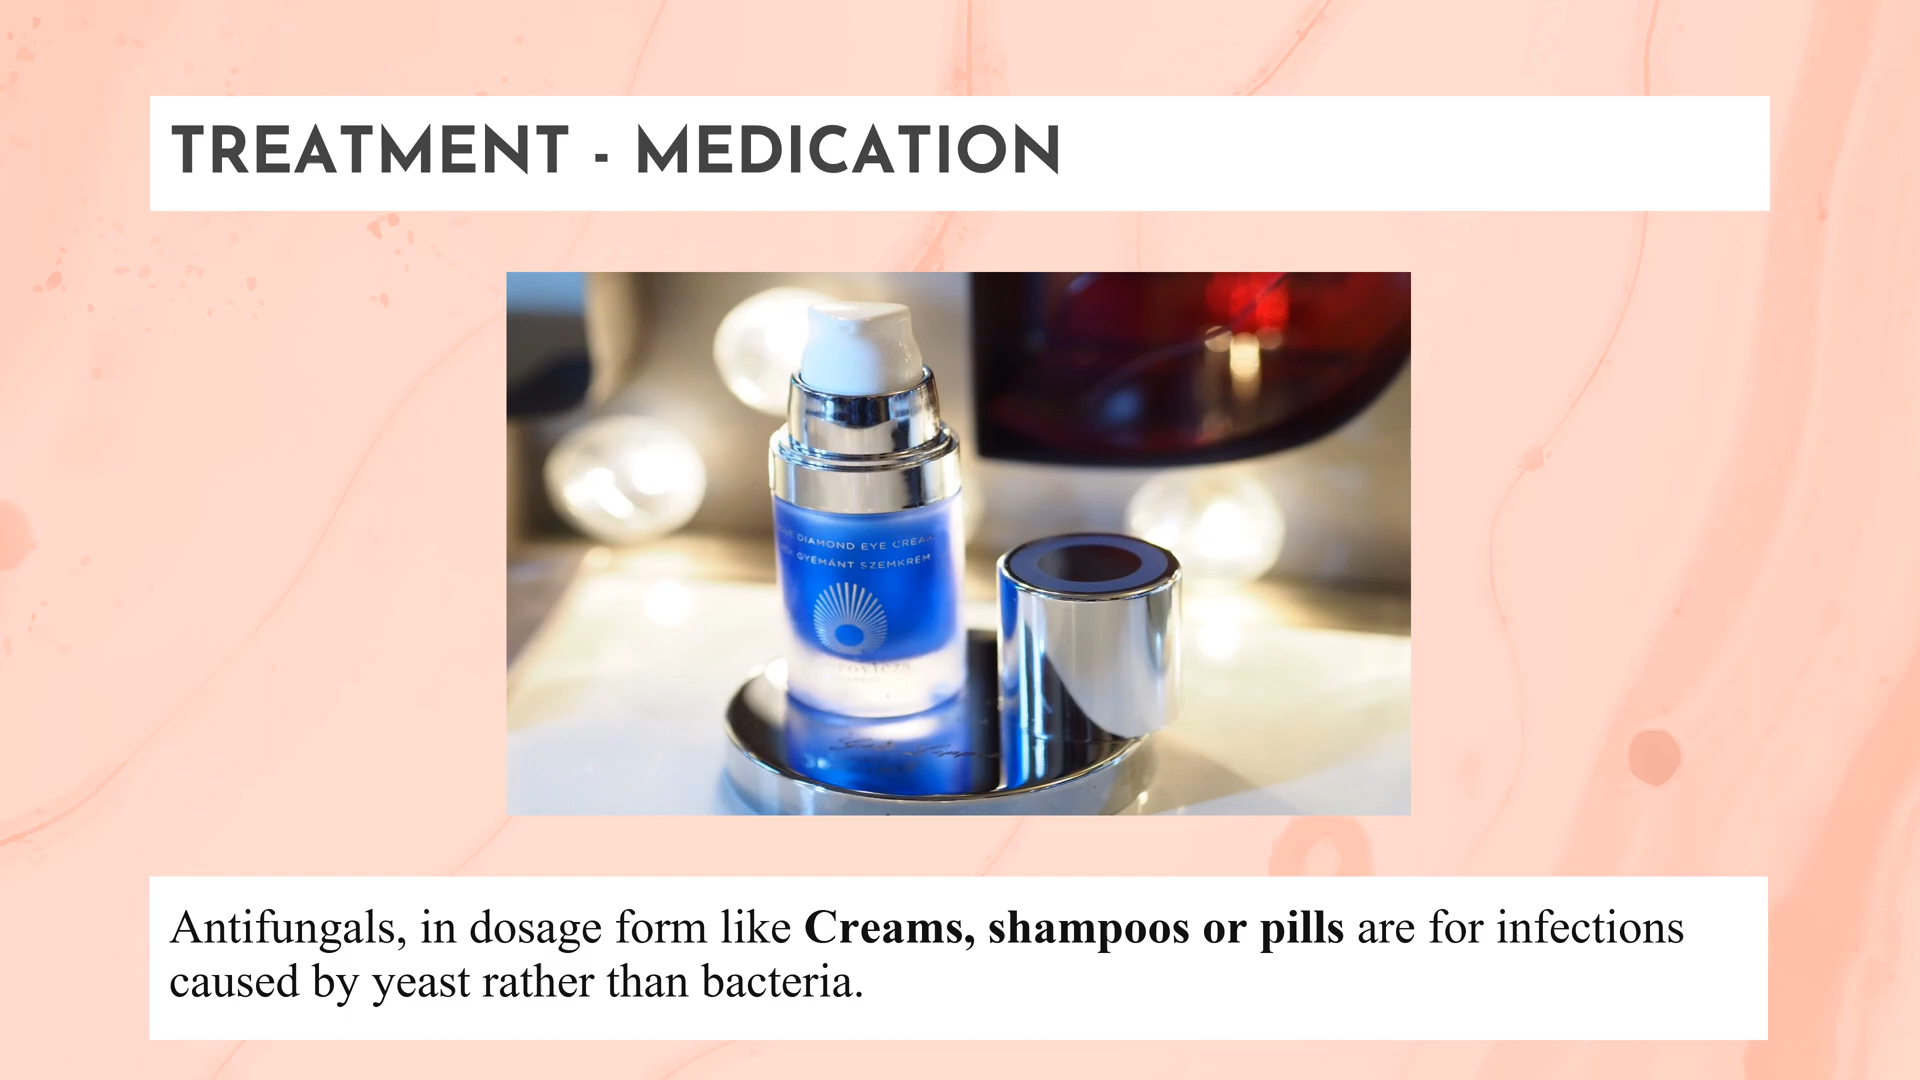 TREATMENT - MEDICATION
DIAMOND EYE CREAM
GYÉMÁNT SZEMKRÉM
Antifungals, in dosage form like Creams, shampoos or pills are for infections
caused by yeast rather than bacteria.